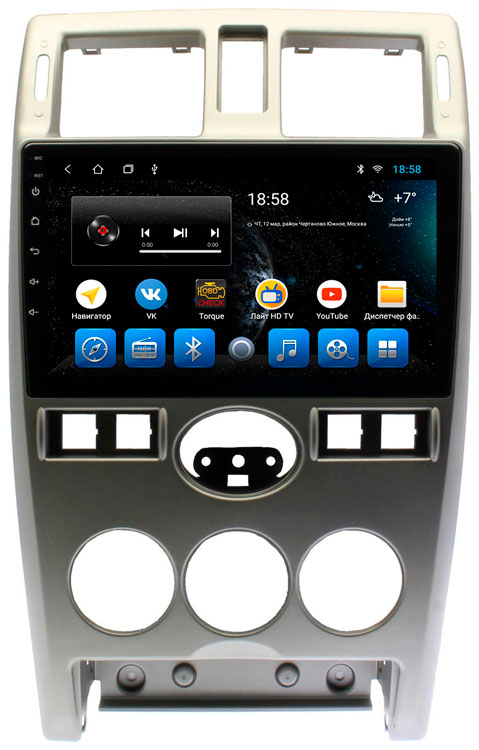 MIC
RST
18:58
18:58
+7°
ЧТ, 12 мар, район Чертаново Южное, Москва
Днём +8°
Ночью +5°
0:00
0:00
OBD
CHECK
Навигатор
VK
Torque
Лайт HD TV
YouTube
Диспетчер фа..